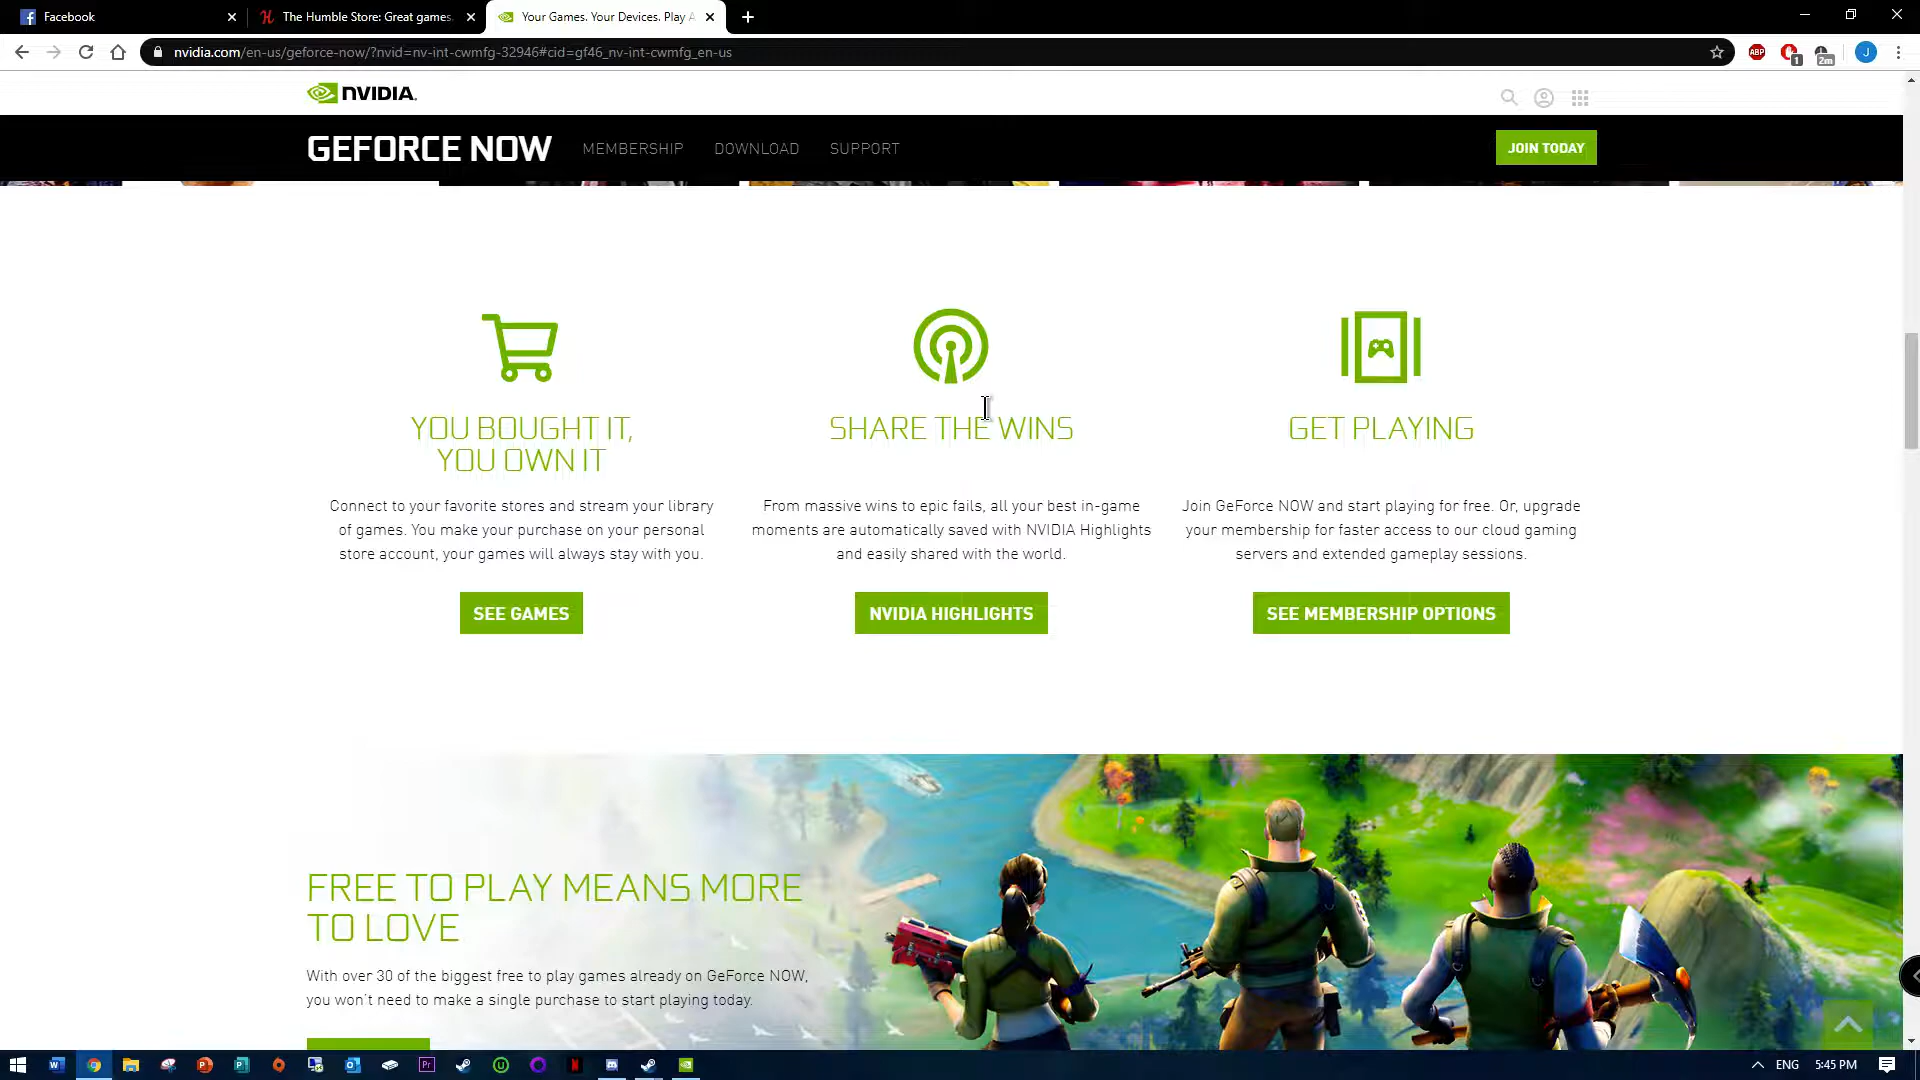 Facebook
The Humble Store: Great games
Your Games. Your Devices. Play A
nvidia.com/en-us/geforce-now/?nvid=nv-int-cwmfg-32946#cid=gf46_nv-int-cwmfg_en-us
ABP
1
2m
J
NVIDIA.
GEFORCE NOW
MEMBERSHIP
DOWNLOAD
SUPPORT
JOIN TODAY
YOU BOUGHT IT,
YOU OWN IT
Connect to your favorite stores and stream your library
of games. You make your purchase on your personal
store account, your games will always stay with you.
SEE GAMES
SHARE THE WINS
From massive wins to epic fails, all your best in-game
moments are automatically saved with NVIDIA Highlights
and easily shared with the world.
NVIDIA HIGHLIGHTS
GET PLAYING
Join GeForce NOW and start playing for free. Or, upgrade
your membership for faster access to our cloud gaming
servers and extended gameplay sessions.
SEE MEMBERSHIP OPTIONS
FREE TO PLAY MEANS MORE
TO LOVE
With over 30 of the biggest free to play games already on GeForce NOW,
you won't need to make a single purchase to start playing today.
ENG
5:45 PM